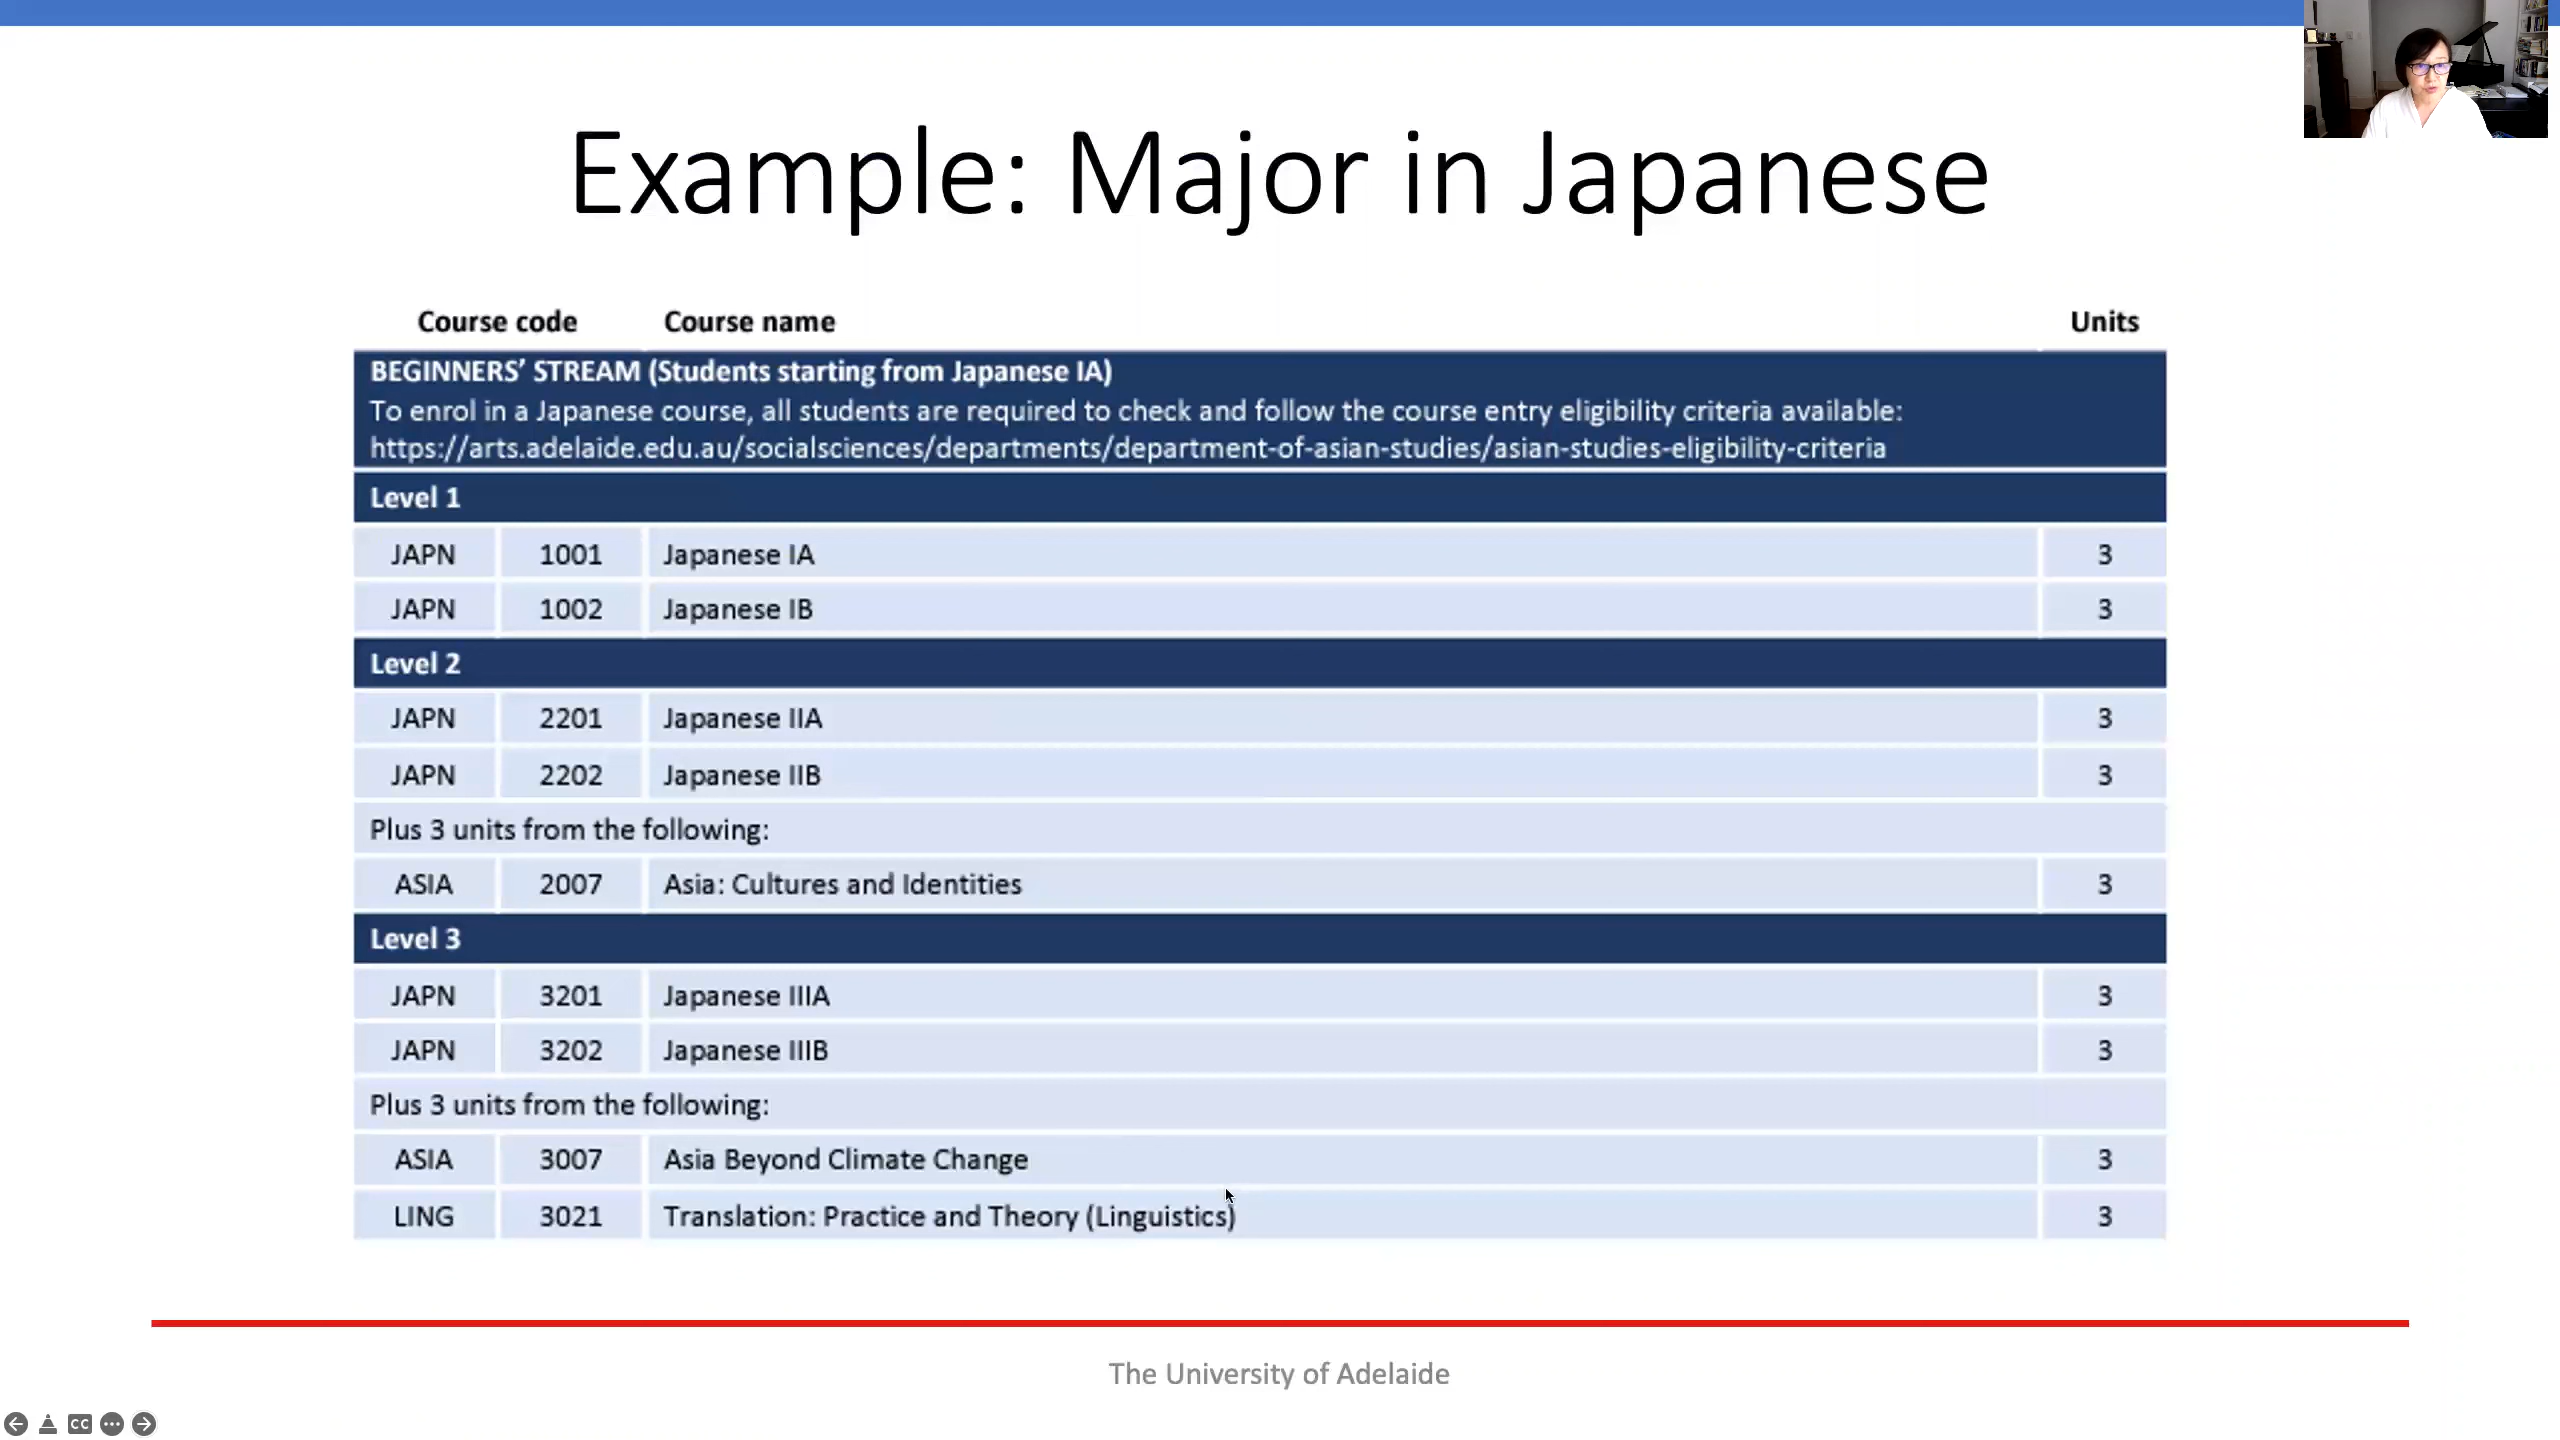 Example: Major in Japanese
Course code Course name Units
BEGINNERS’ STREAM (Students starting from Japanese IA)
To enrol in a Japanese course, all students are required to check and follow the course entry eligibility criteria available:
https://arts.adelaide.edu.au/socialsciences/departments/department-of-asian-studies/asian-studies-eligibility-criteria
Level 1
JAPN 1001 Japanese IA 3
JAPN 1002 Japanese IB 3
Level 2
JAPN 2201 Japanese IIA 3
JAPN 2202 Japanese IIB 3
Plus 3 units from the following:
ASIA 2007 Asia: Cultures and Identities 3
Level 3
JAPN 3201 Japanese IIIA 3
JAPN 3202 Japanese IIIB 3
Plus 3 units from the following:
ASIA 3007 Asia Beyond Climate Change 3
LING 3021 Translation: Practice and Theory (Linguistics) 3
The University of Adelaide
CC